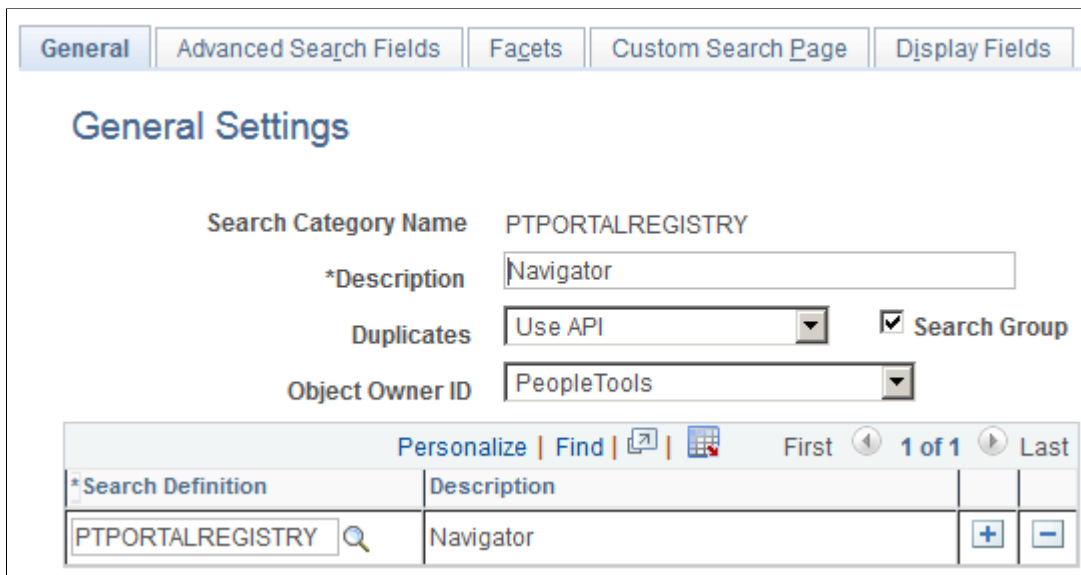 General Advanced Search Fields Facets Custom Search Page Display Fields
General Settings
Search Category Name PTPORTALREGISTRY
*Description Navigator
Duplicates Use API Search Group
Object Owner ID PeopleTools
Personalize | Find | | First 1 of 1 Last
*Search Definition Description
PTPORTALREGISTRY Navigator